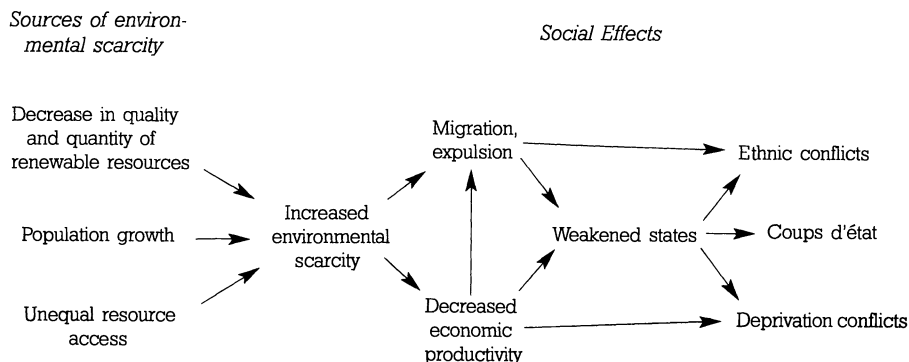 Sources of environ-
mental scarcity
Social Effects
Decrease in quality
and quantity of
renewable resources
Population growth
Unequal resource
access
Increased
environmental
scarcity
Migration,
expulsion
Decreased
economic
productivity
Weakened states
Ethnic conflicts
Coups d'état
Deprivation conflicts